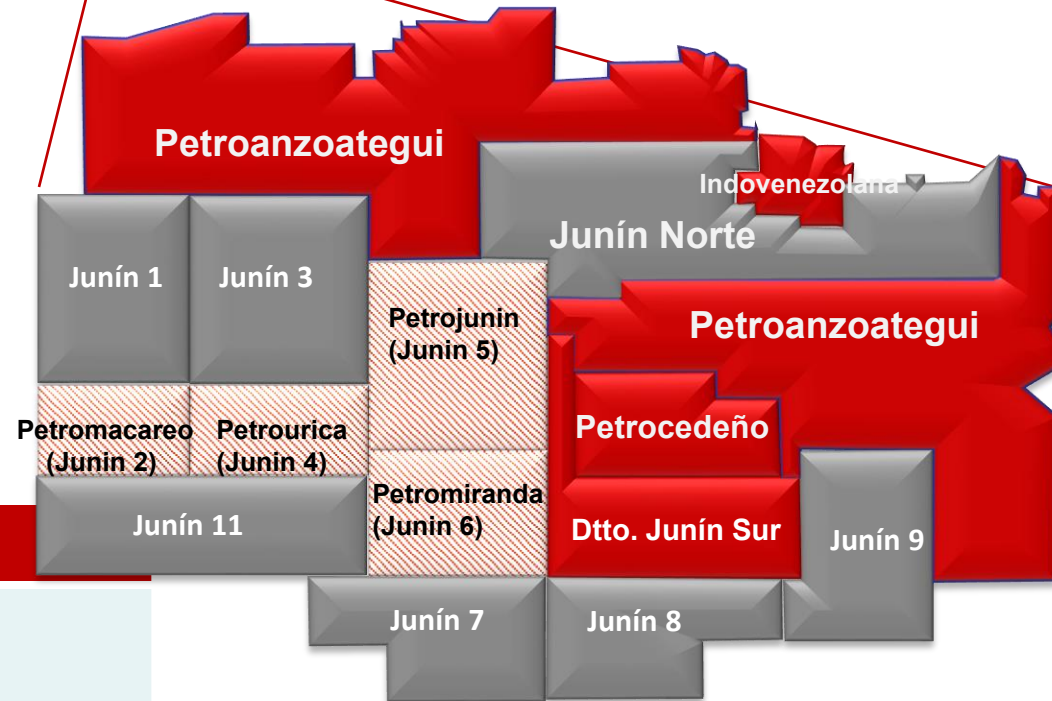 Petroanzoategui
Indovenezolana
Junín Norte
Junín 1
Junín 3
Petrojunin
(Junin 5)
Petroanzoategui
Petromacareo
(Junin 2)
Petrourica
(Junin 4)
Petrocedeño
Petromiranda
(Junin 6)
Junín 11
Dtto. Junín Sur
Junín 9
Junín 7
Junín 8